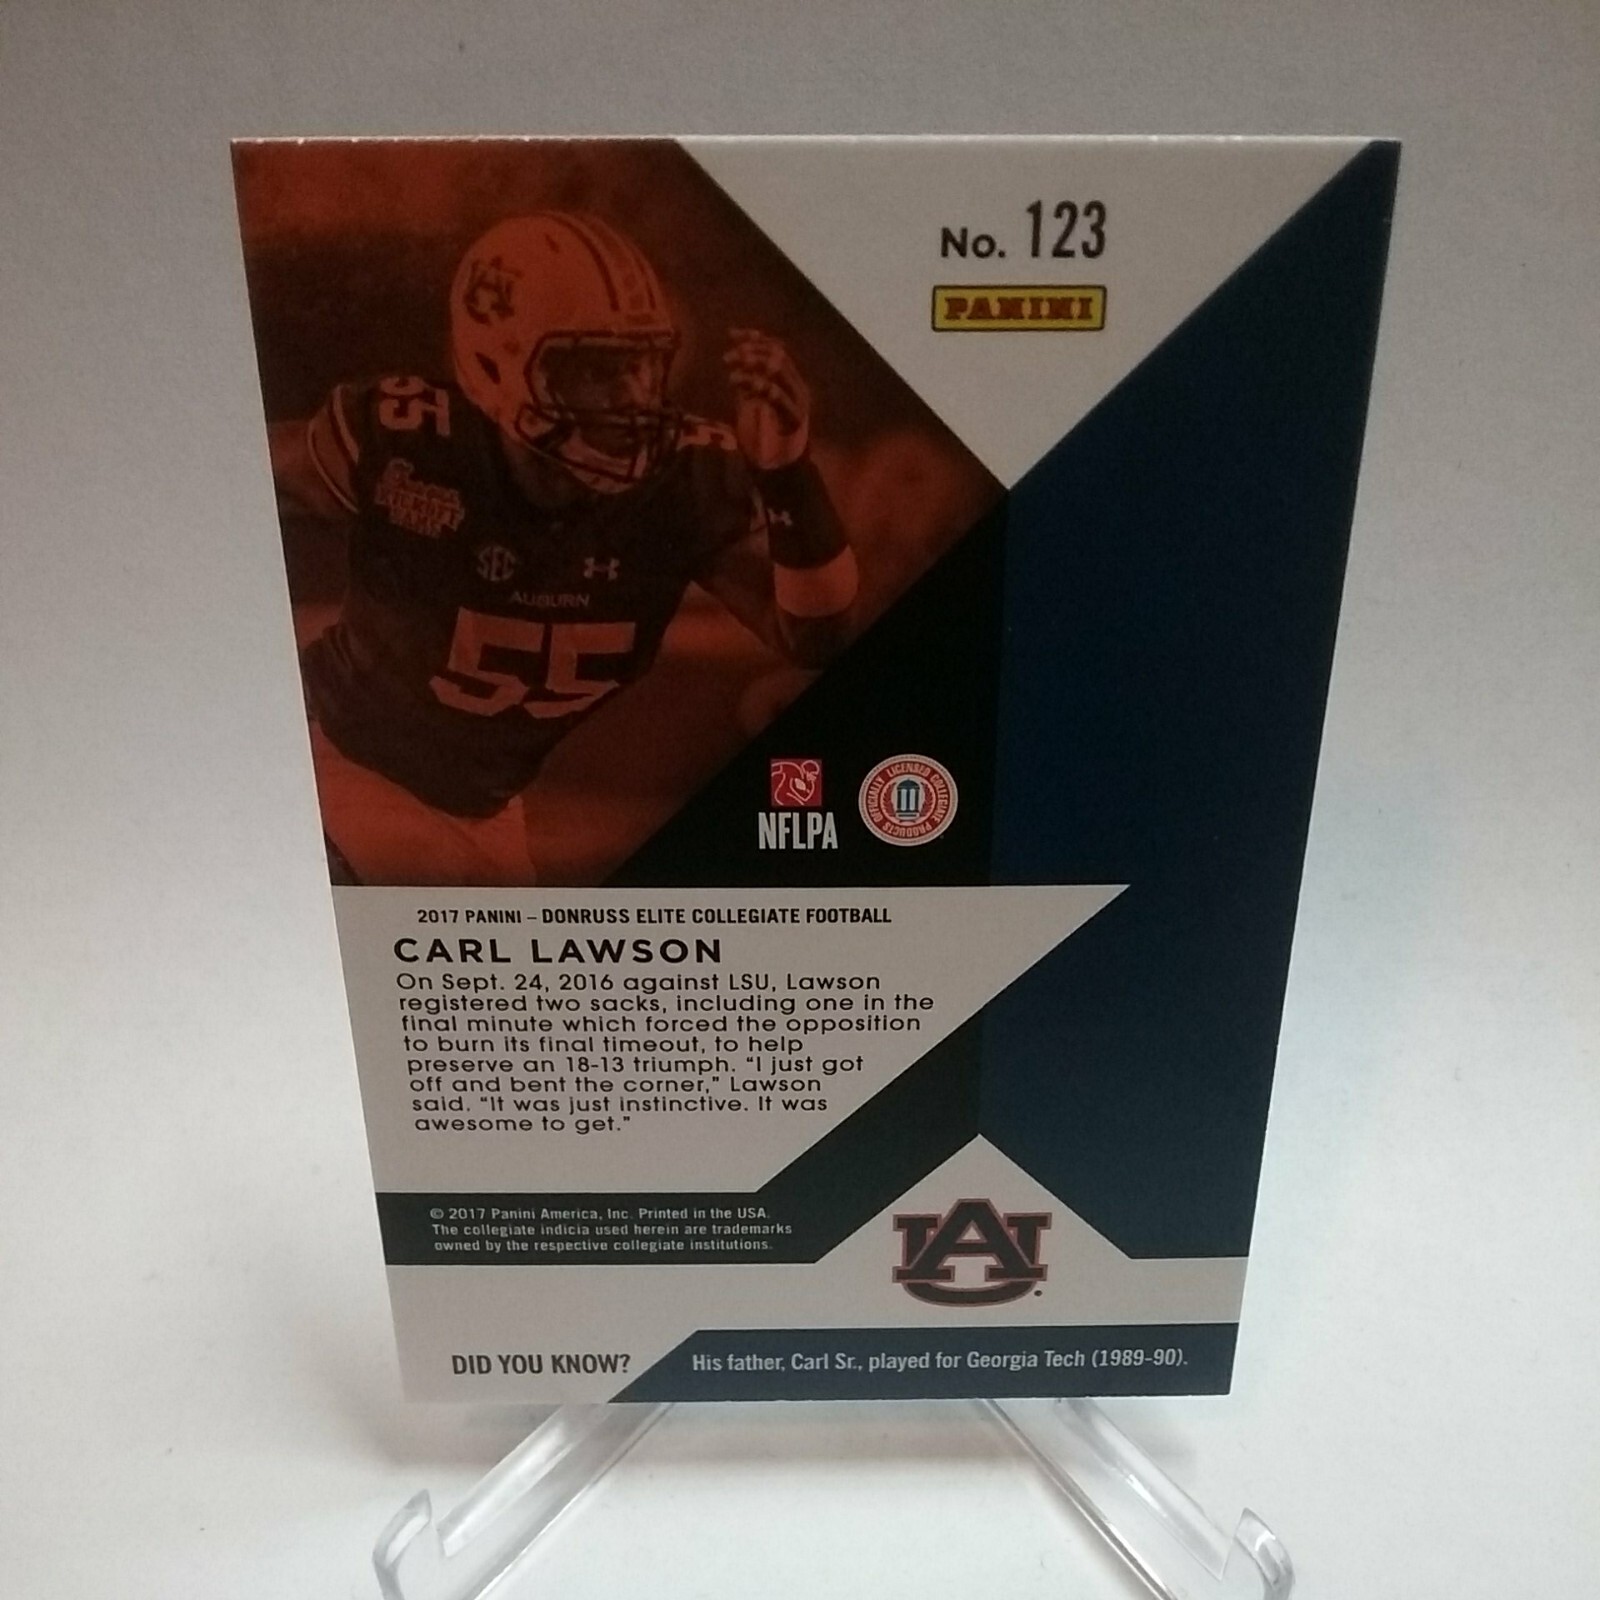 No. 123
PANINI
55
SEC
AUBURN
55
NFLPA
OFFICIALLY LICENSED COLLEGIATE PRODUCTS
2017 PANINI – DONRUSS ELITE COLLEGIATE FOOTBALL
CARL LAWSON
On Sept. 24, 2016 against LSU, Lawson
registered two sacks, including one in the
final minute which forced the opposition
to burn its final timeout, to help
preserve an 18-13 triumph. “I just got
off and bent the corner,” Lawson
said. “It was just instinctive. It was
awesome to get.”
© 2017 Panini America, Inc. Printed in the USA.
The collegiate indicia used herein are trademarks
owned by the respective collegiate institutions.
AU
DID YOU KNOW? His father, Carl Sr., played for Georgia Tech (1989-90).